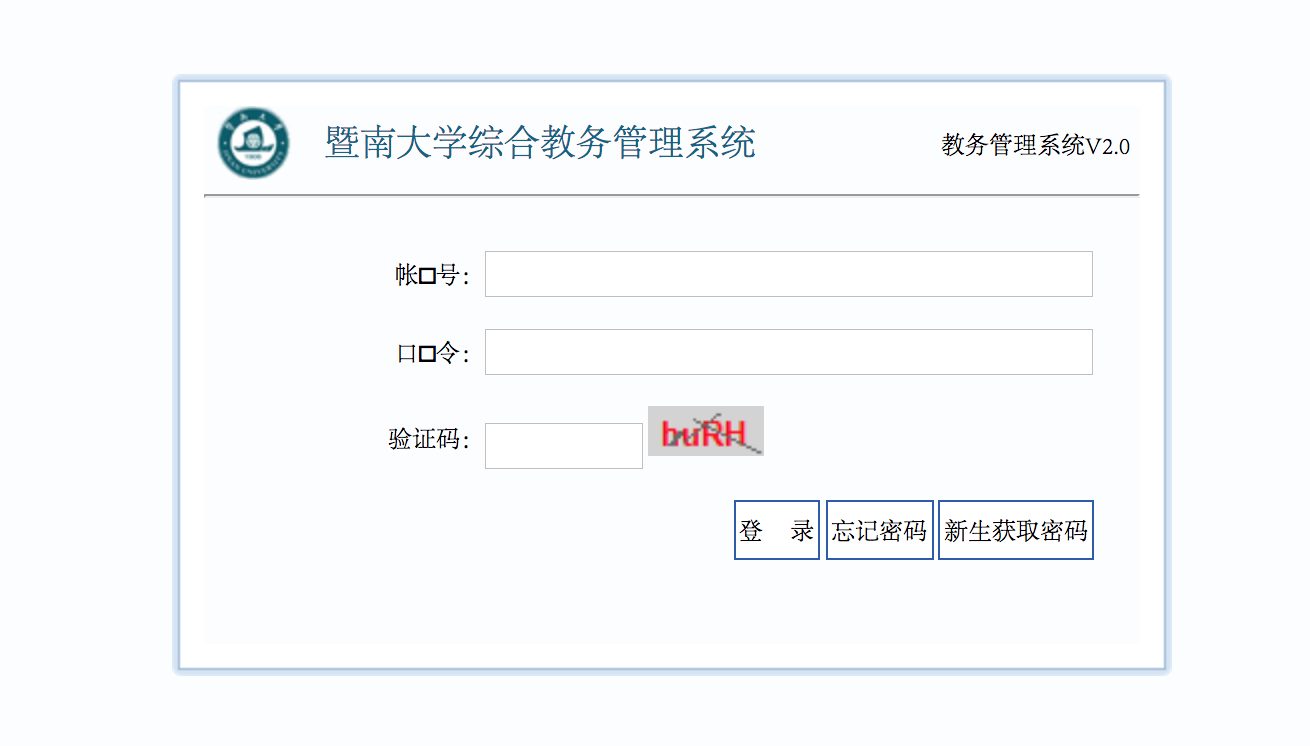 暨南大学综合教务管理系统
教务管理系统V2.0
帐□号:
口□令:
验证码:
buRH
登 录
忘记密码
新生获取密码